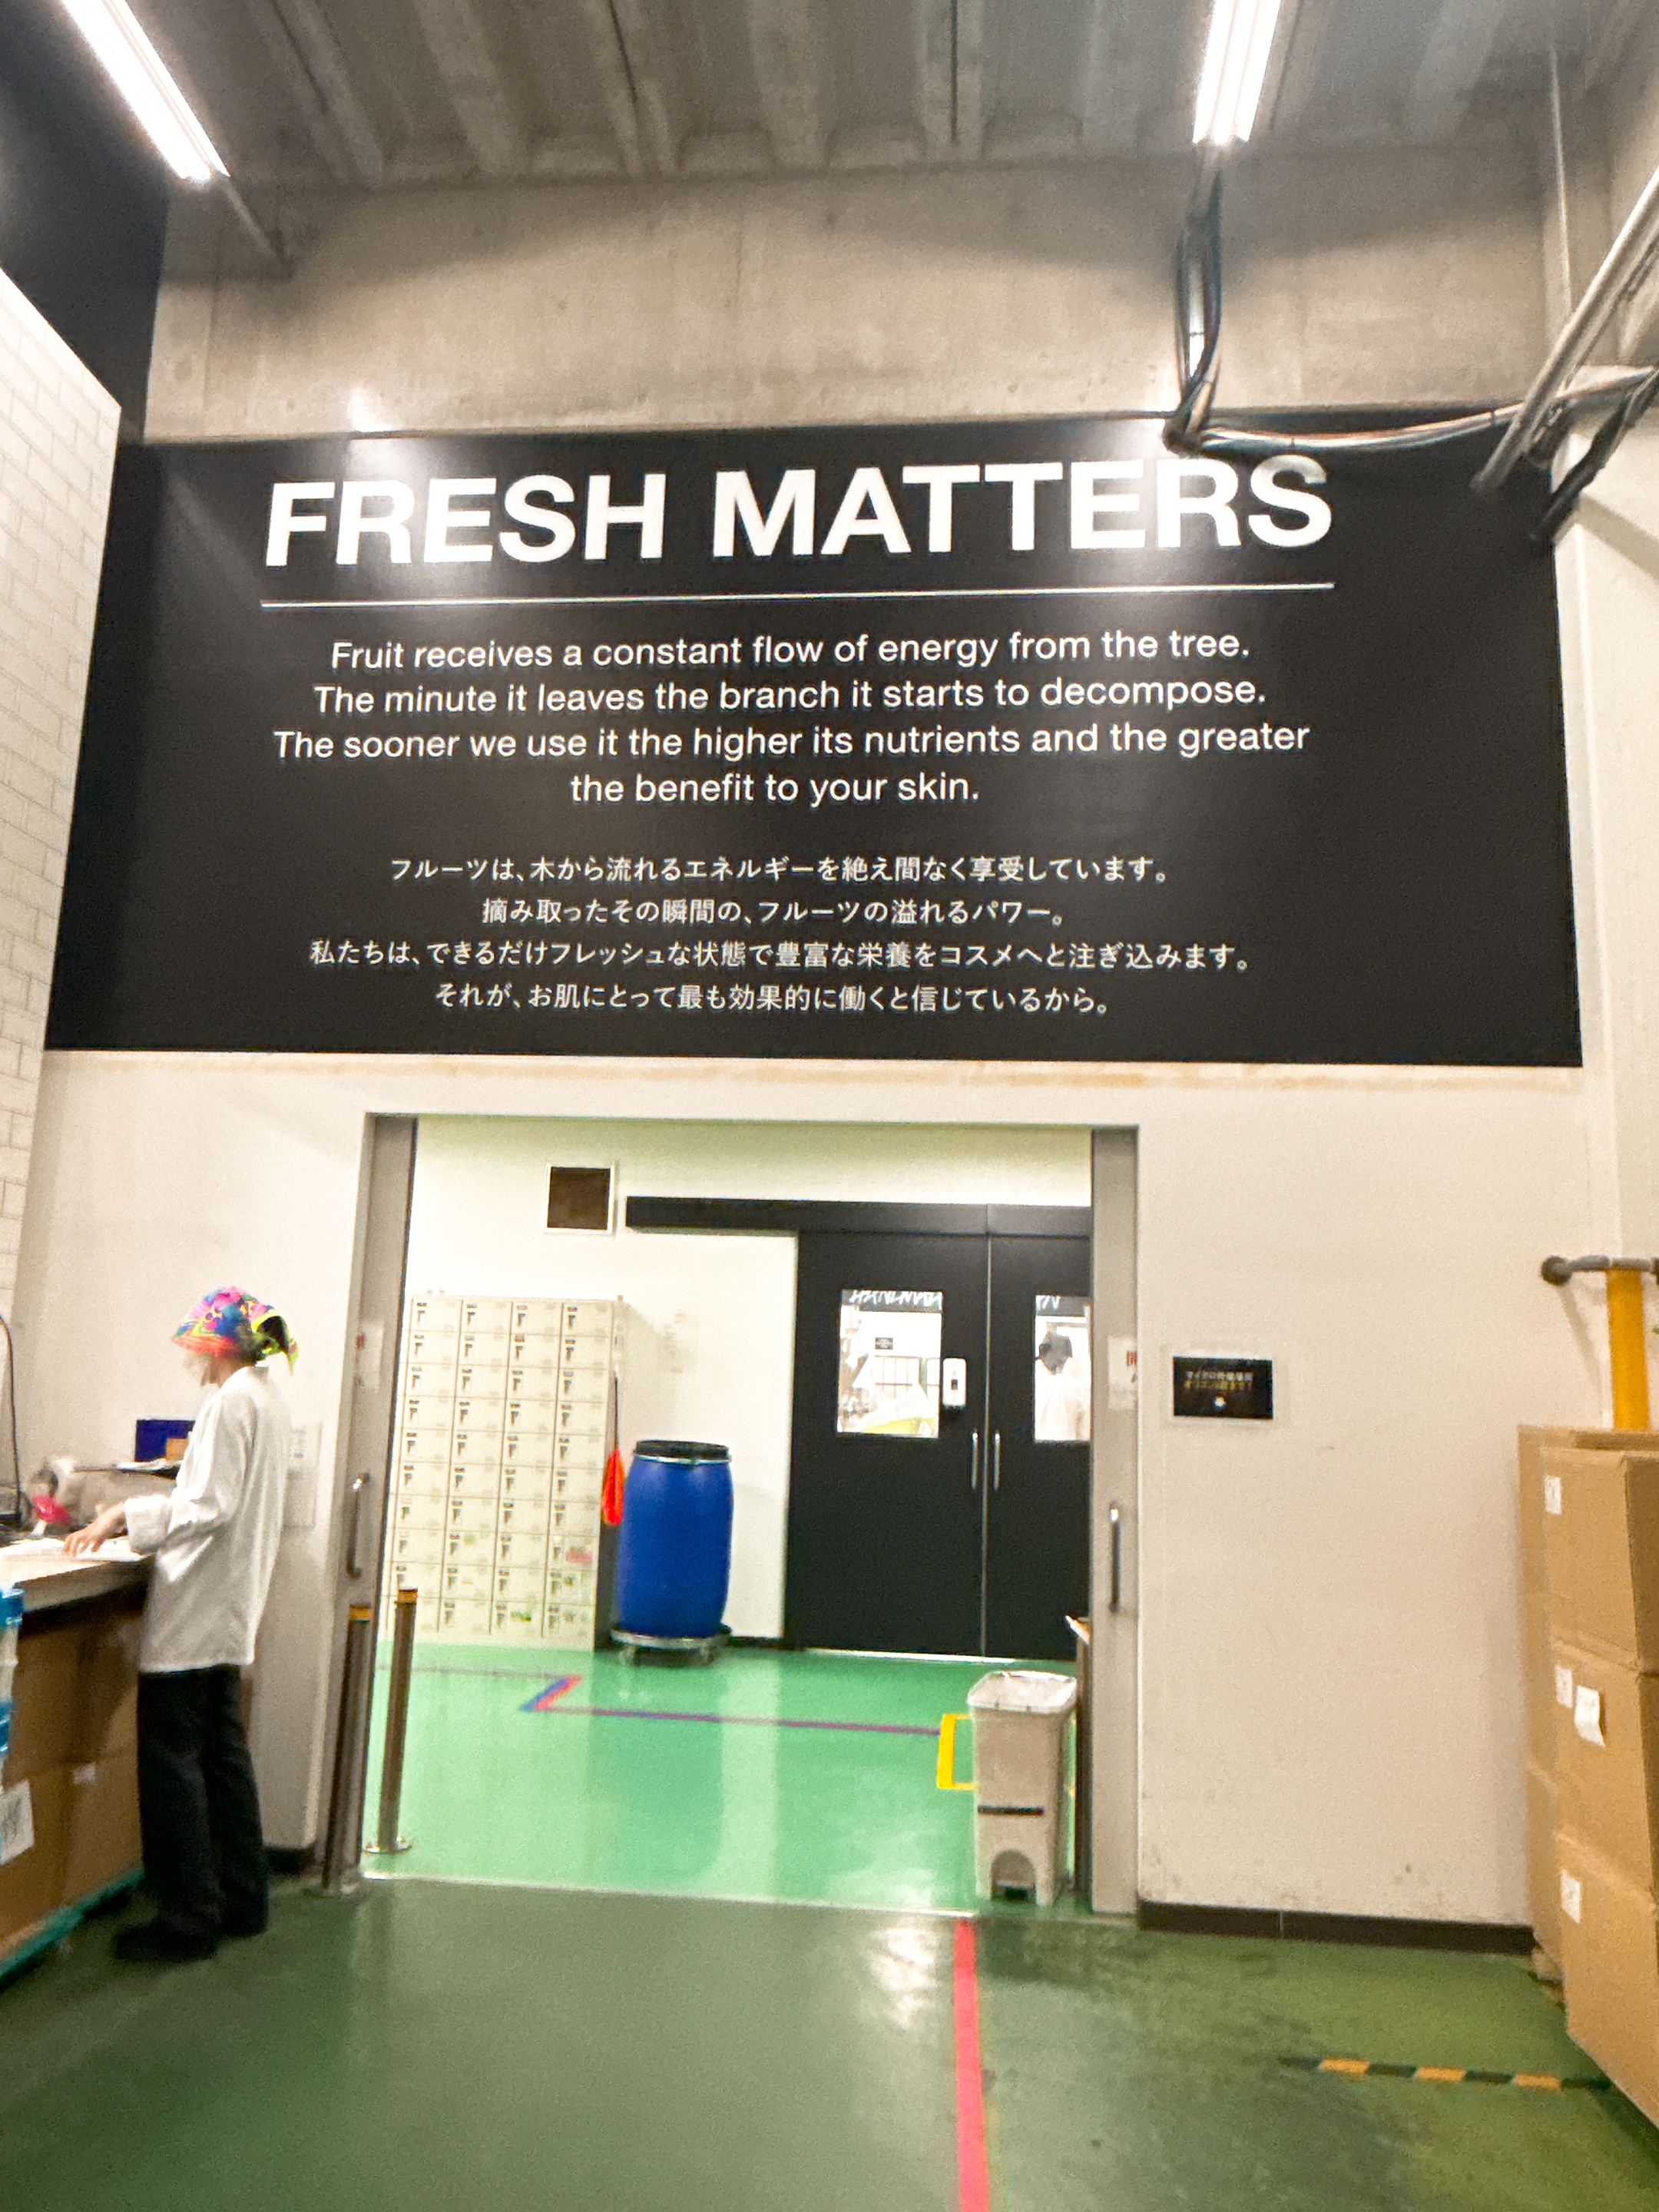 FRESH MATTERS
Fruit receives a constant flow of energy from the tree.
The minute it leaves the branch it starts to decompose.
The sooner we use it the higher its nutrients and the greater
the benefit to your skin.
フルーツは、木から流れるエネルギーを絶え間なく享受しています。
摘み取ったその瞬間の、フルーツの溢れるパワー。
私たちは、できるだけフレッシュな状態で豊富な栄養をコスメへと注ぎ込みます。
それが、お肌にとって最も効果的に働くと信じているから。